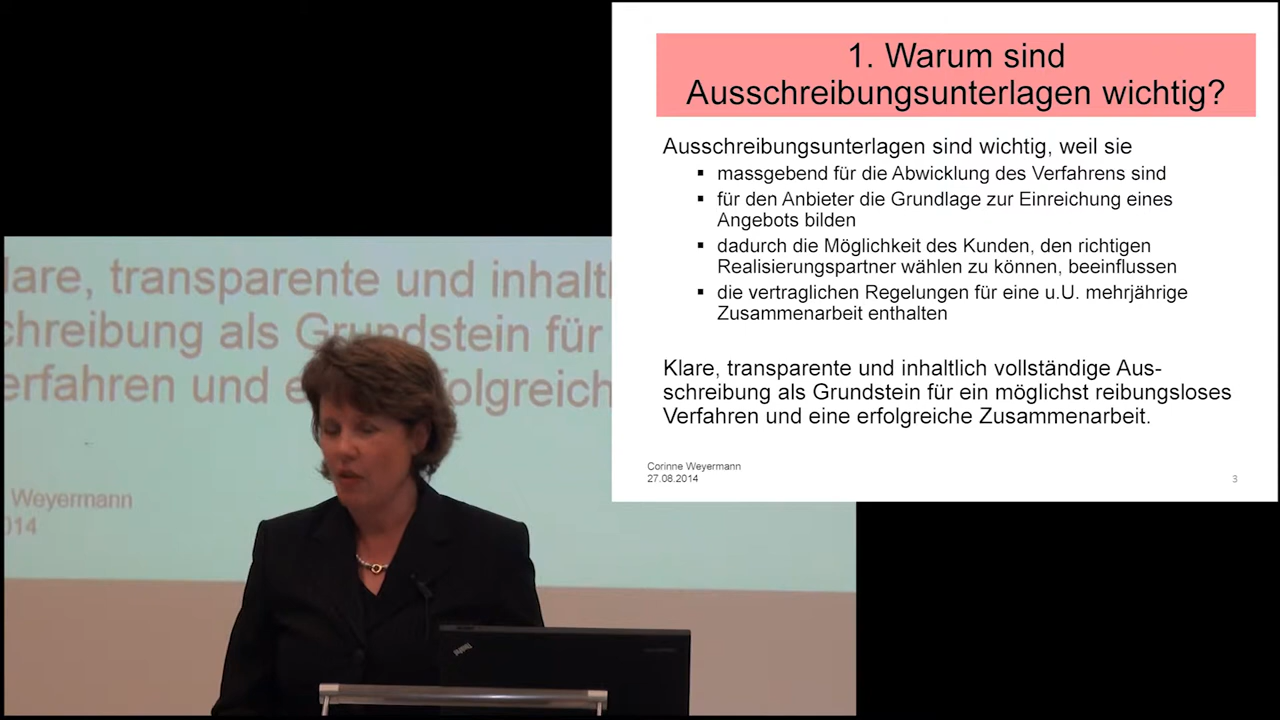 1. Warum sind
Ausschreibungsunterlagen wichtig?
Ausschreibungsunterlagen sind wichtig, weil sie
▪ massgebend für die Abwicklung des Verfahrens sind
▪ für den Anbieter die Grundlage zur Einreichung eines
Angebots bilden
▪ dadurch die Möglichkeit des Kunden, den richtigen
Realisierungspartner wählen zu können, beeinflussen
▪ die vertraglichen Regelungen für eine u.U. mehrjährige
Zusammenarbeit enthalten
Klare, transparente und inhaltlich vollständige Aus-
schreibung als Grundstein für ein möglichst reibungsloses
Verfahren und eine erfolgreiche Zusammenarbeit.
Corinne Weyermann
27.08.2014
3
lare, transparente und inhaltl
chreibung als Grundstein für
erfahren und e erfolgreich
Weyermann
014
ThinkPad